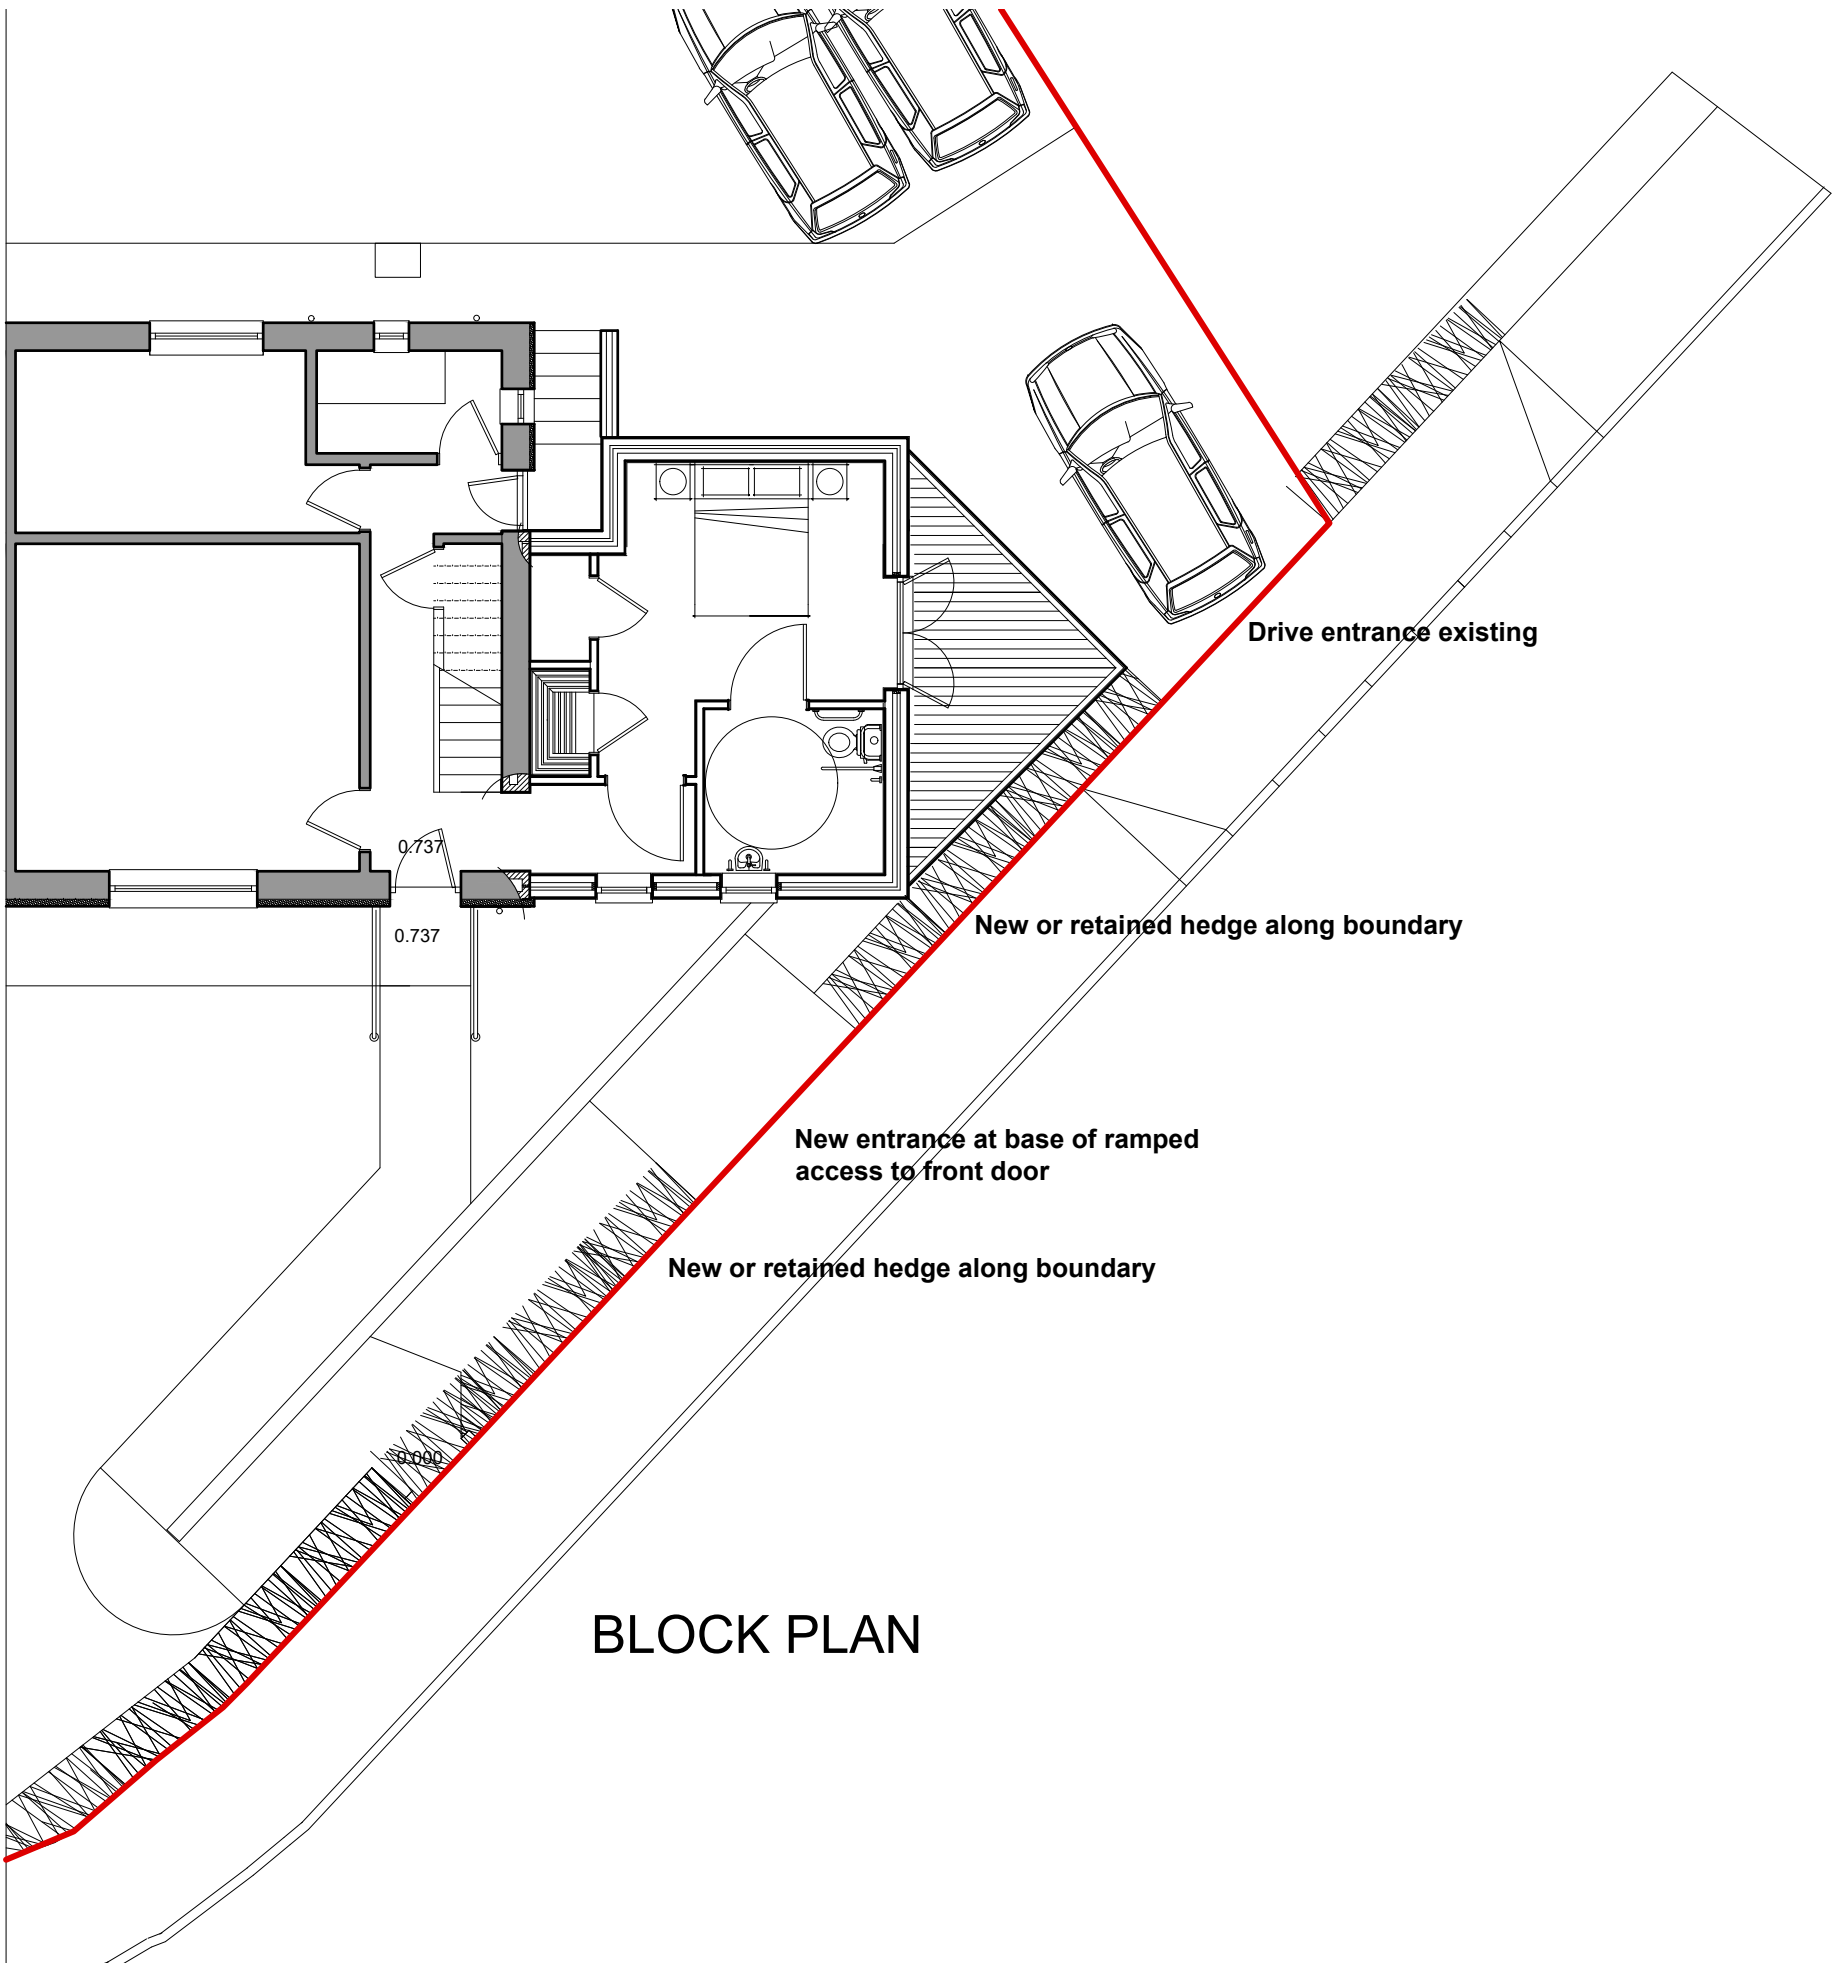 Drive entrance existing
0.737
New or retained hedge along boundary
0.737
New entrance at base of ramped
access to front door
New or retained hedge along boundary
0.000
BLOCK PLAN